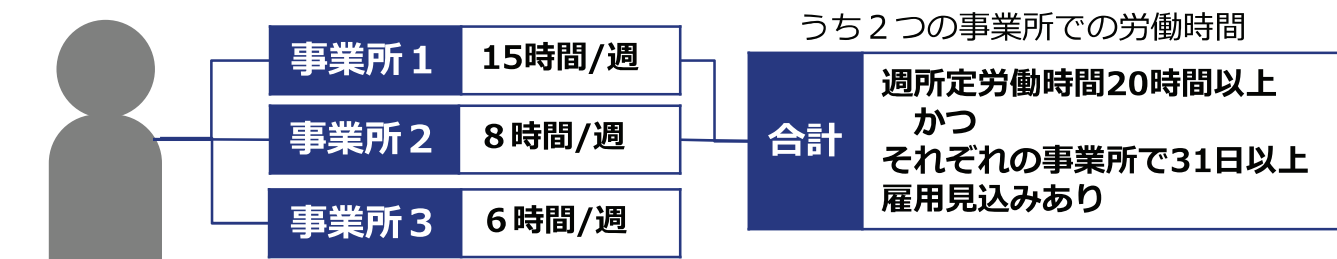 うち２つの事業所での労働時間
事業所１
15時間/週
事業所２
８時間/週
事業所３
６時間/週
合計
週所定労働時間20時間以上
かつ
それぞれの事業所で31日以上
雇用見込みあり